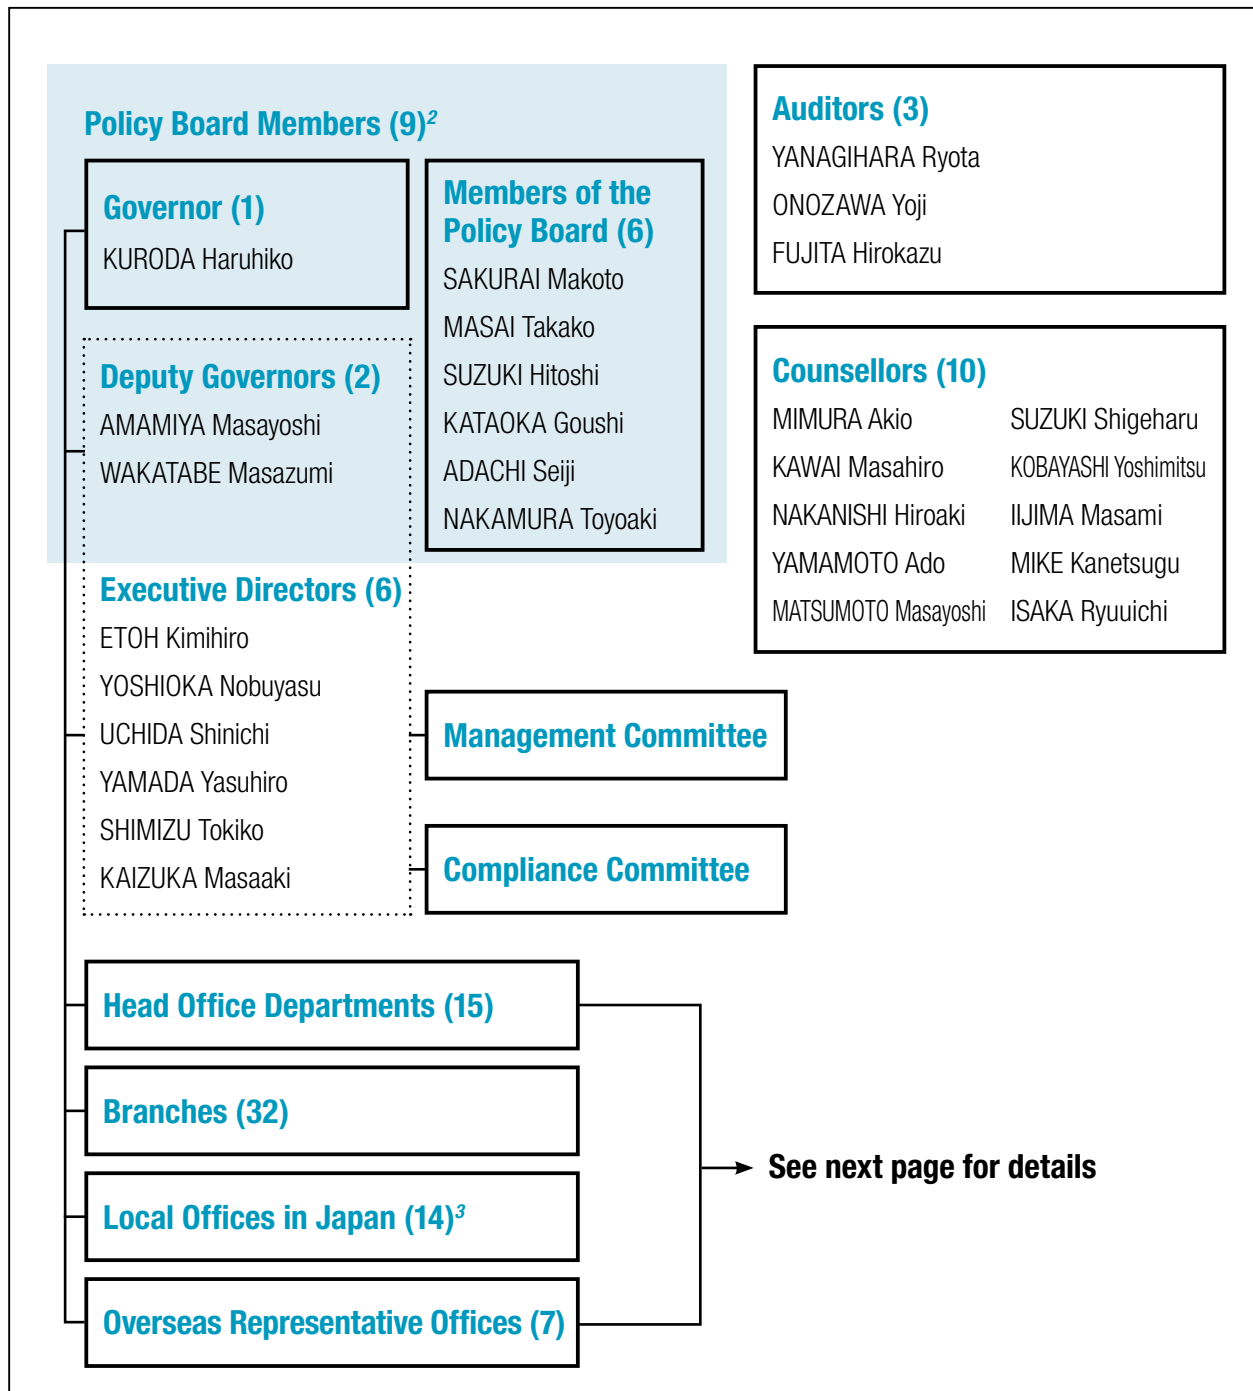 Policy Board Members (9)2
Governor (1)
KURODA Haruhiko
Deputy Governors (2)
AMAMIYA Masayoshi
WAKATABE Masazumi
Members of the
Policy Board (6)
SAKURAI Makoto
MASAI Takako
SUZUKI Hitoshi
KATAOKA Goushi
ADACHI Seiji
NAKAMURA Toyoaki
Executive Directors (6)
ETOH Kimihiro
YOSHIOKA Nobuyasu
UCHIDA Shinichi
YAMADA Yasuhiro
SHIMIZU Tokiko
KAIZUKA Masaaki
Management Committee
Compliance Committee
Auditors (3)
YANAGIHARA Ryota
ONOZAWA Yoji
FUJITA Hirokazu
Counsellors (10)
MIMURA Akio
KAWAI Masahiro
NAKANISHI Hiroaki
YAMAMOTO Ado
MATSUMOTO Masayoshi
SUZUKI Shigeharu
KOBAYASHI Yoshimitsu
IIJIMA Masami
MIKE Kanetsugu
ISAKA Ryuuichi
Head Office Departments (15)
Branches (32)
Local Offices in Japan (14)3
Overseas Representative Offices (7)
See next page for details